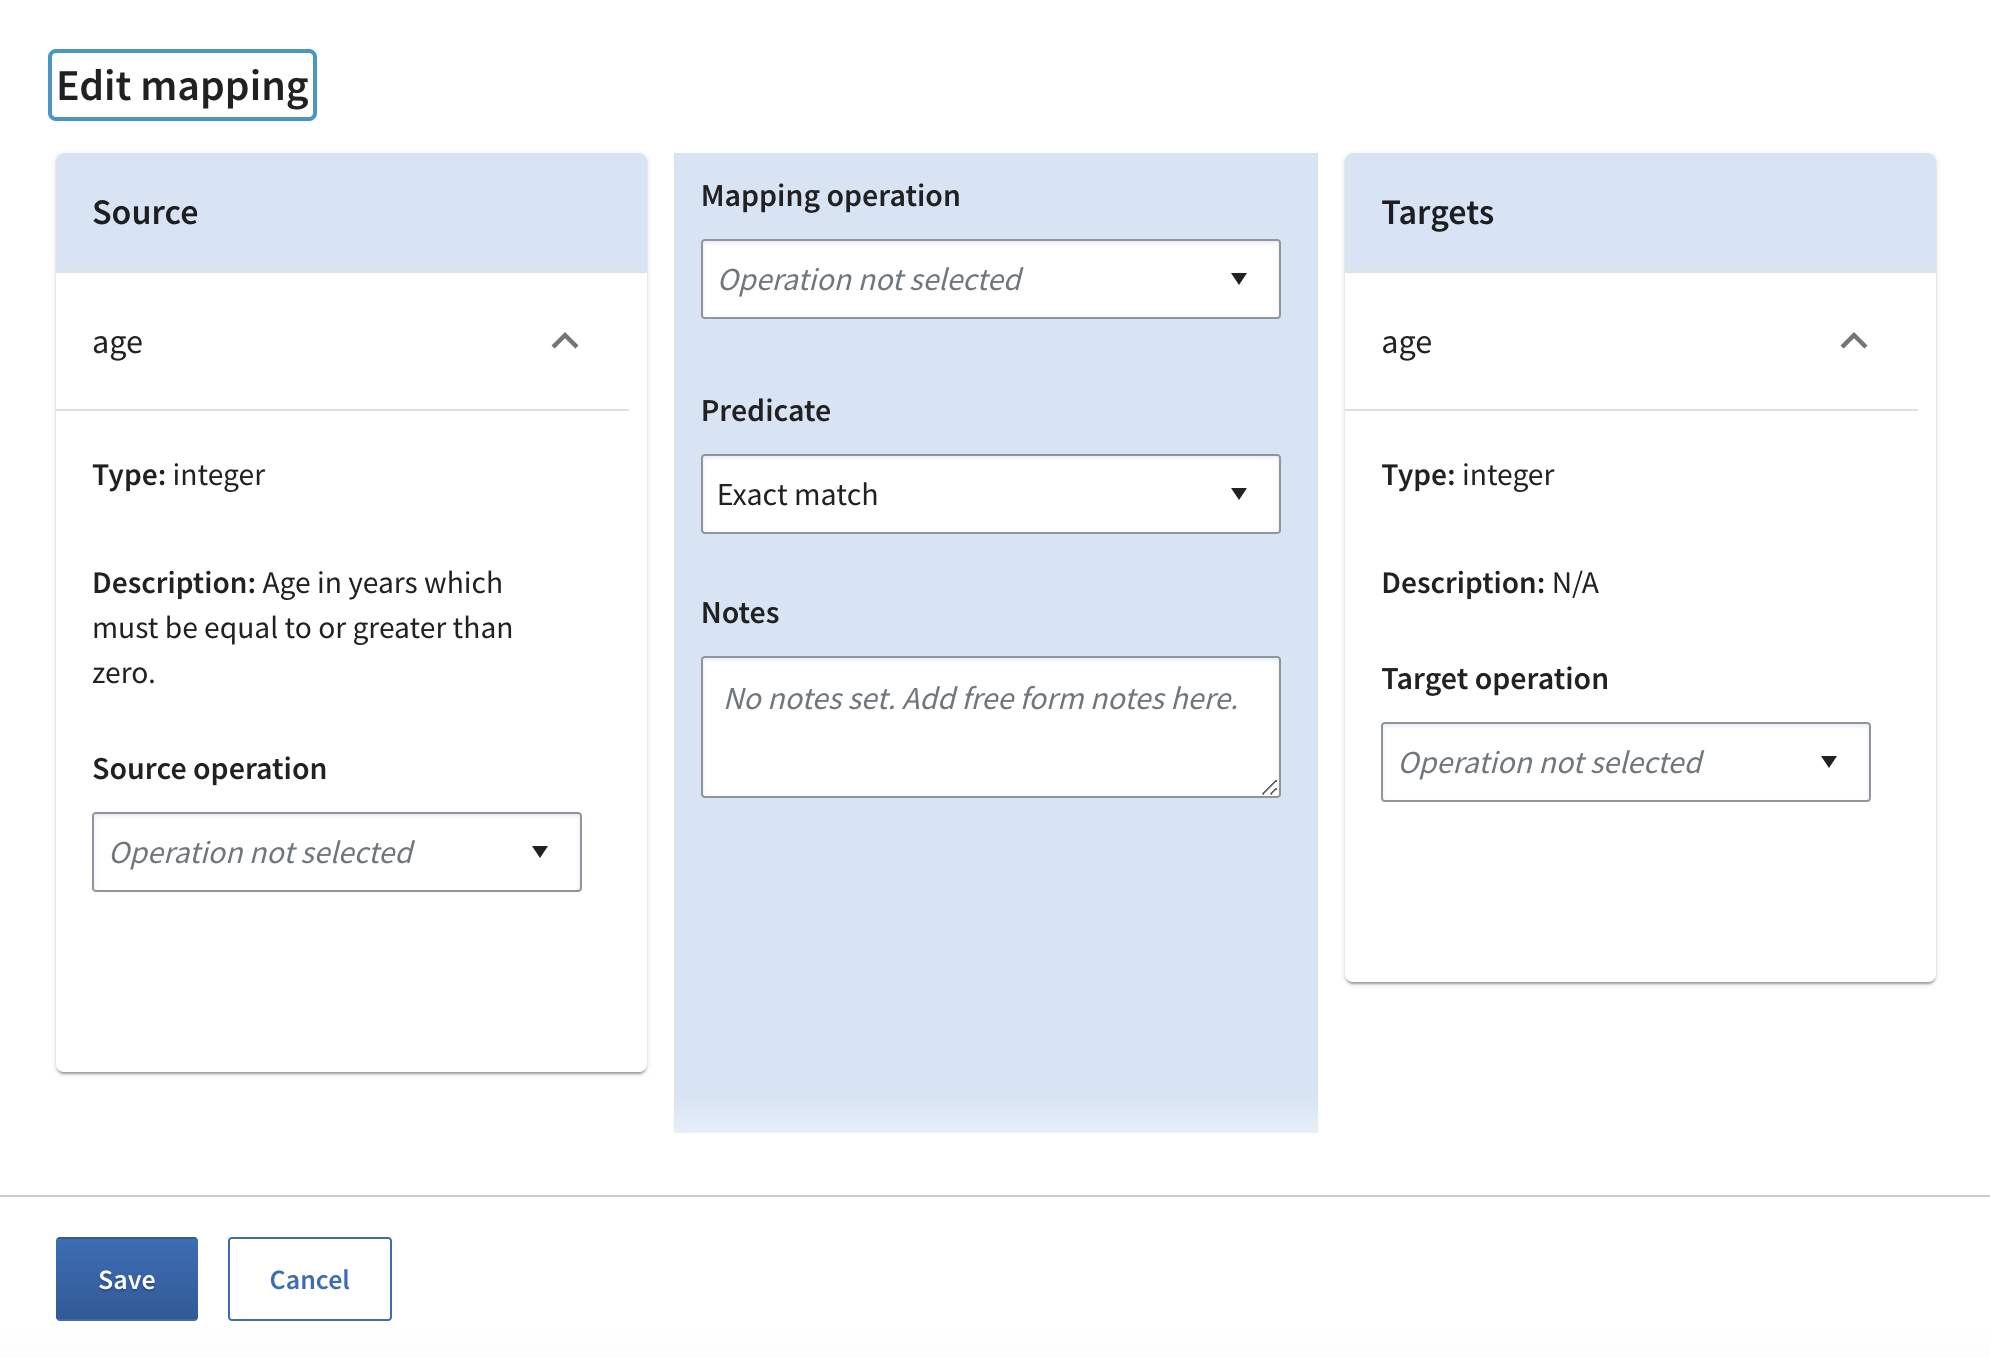 Edit mapping
Source
age
Type: integer
Description: Age in years which
must be equal to or greater than
zero.
Source operation
Operation not selected
Mapping operation
Operation not selected
Predicate
Exact match
Notes
No notes set. Add free form notes here.
Targets
age
Type: integer
Description: N/A
Target operation
Operation not selected
Save
Cancel